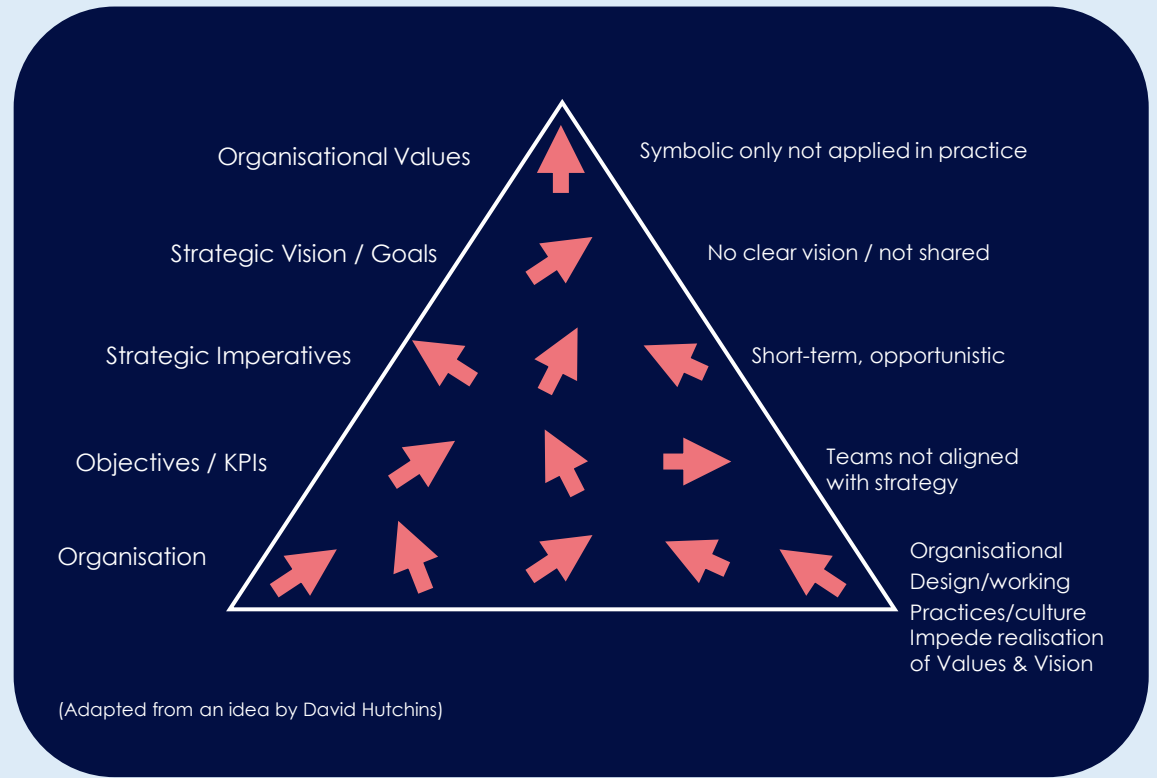 Organisational Values
Symbolic only not applied in practice
Strategic Vision / Goals
No clear vision / not shared
Strategic Imperatives
Short-term, opportunistic
Objectives / KPIs
Teams not aligned
with strategy
Organisation
Organisational
Design/working
Practices/culture
Impede realisation
of Values & Vision
(Adapted from an idea by David Hutchins)